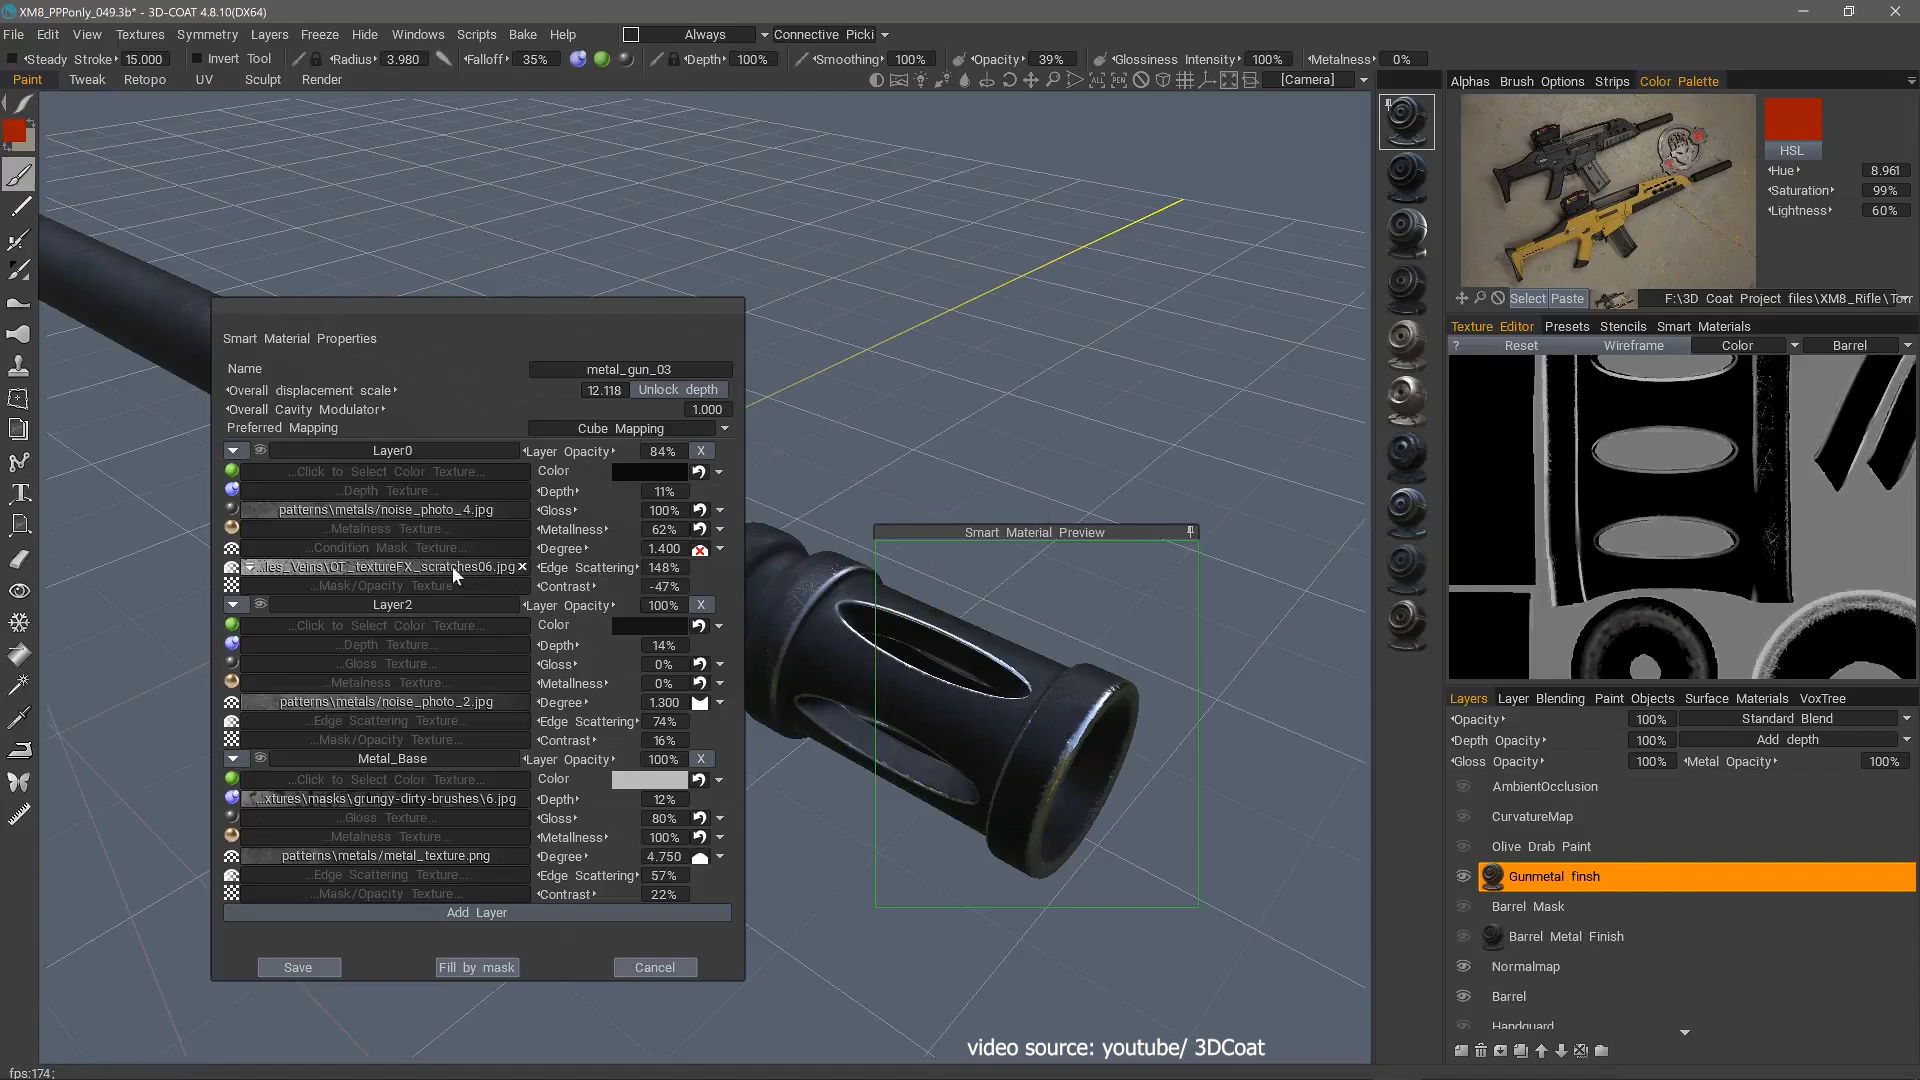 XM8_PPPonly_049.3b* - 3D-COAT 4.8.10(DX64)
File Edit View Textures Symmetry Layers Freeze Hide Windows Scripts Bake Help Always Connective Picki
Steady Stroke 15.000 Invert Tool Radius 3.980 Falloff 35% Depth 100% Smoothing 100% Opacity 39% Glossiness Intensity 100% Metalness 0%
Paint Tweak Retopo UV Sculpt Render ALL PEN [Camera]
Alphas Brush Options Strips Color Palette
HSL
Hue 8.961
Saturation 99%
Lightness 60%
Select Paste F:\3D Coat Project files\XM8_Rifle\Torr
Texture Editor Presets Stencils Smart Materials
? Reset Wireframe Color Barrel
Smart Material Properties
Name metal_gun_03
Overall displacement scale 12.118 Unlock depth
Overall Cavity Modulator 1.000
Preferred Mapping Cube Mapping
Layer0 Layer Opacity 84% X
...Click to Select Color Texture... Color
...Depth Texture... Depth 11%
patterns\metals/noise_photo_4.jpg Gloss 100%
...Metalness Texture... Metallness 62%
...Condition Mask Texture... Degree 1.400
...les_Veins\OT_textureFX_scratches06.jpg Edge Scattering 148%
...Mask/Opacity Texture Contrast -47%
Layer2 Layer Opacity 100% X
...Click to Select Color Texture... Color
...Depth Texture... Depth 14%
...Gloss Texture... Gloss 0%
...Metalness Texture... Metallness 0%
patterns\metals/noise_photo_2.jpg Degree 1.300
...Edge Scattering Texture... Edge Scattering 74%
...Mask/Opacity Texture... Contrast 16%
Metal_Base Layer Opacity 100% X
...Click to Select Color Texture... Color
...xtures\masks\grungy-dirty-brushes\6.jpg Depth 12%
...Gloss Texture... Gloss 80%
...Metalness Texture... Metallness 100%
patterns\metals/metal_texture.png Degree 4.750
...Edge Scattering Texture... Edge Scattering 57%
...Mask/Opacity Texture... Contrast 22%
Add Layer
Save Fill by mask Cancel
Smart Material Preview
Layers Layer Blending Paint Objects Surface Materials VoxTree
Opacity 100% Standard Blend
Depth Opacity 100% Add depth
Gloss Opacity 100% Metal Opacity 100%
AmbientOcclusion
CurvatureMap
Olive Drab Paint
Gunmetal finsh
Barrel Mask
Barrel Metal Finish
Normalmap
Barrel
Handguard
video source: youtube/ 3DCoat
fps:174;